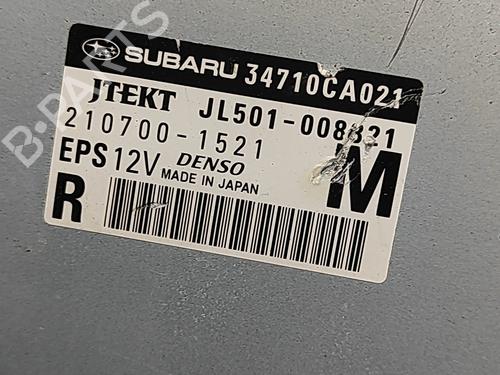 SUBARU 34710CA021
JTEKT JL501-008821
210700-1521
EPS 12V DENSO
MADE IN JAPAN
R
M
B-PARTS